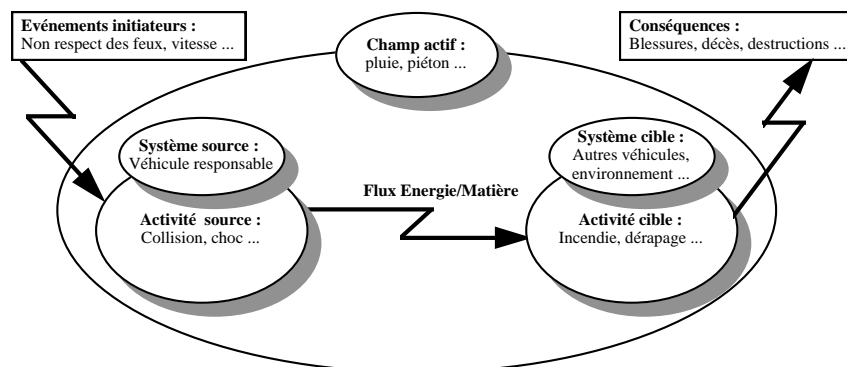 Evénements initiateurs :
Non respect des feux, vitesse ...
Champ actif :
pluie, piéton ...
Conséquences :
Blessures, décès, destructions ...
Système source :
Véhicule responsable
Activité source :
Collision, choc ...
Flux Energie/Matière
Système cible :
Autres véhicules,
environnement ...
Activité cible :
Incendie, dérapage ...